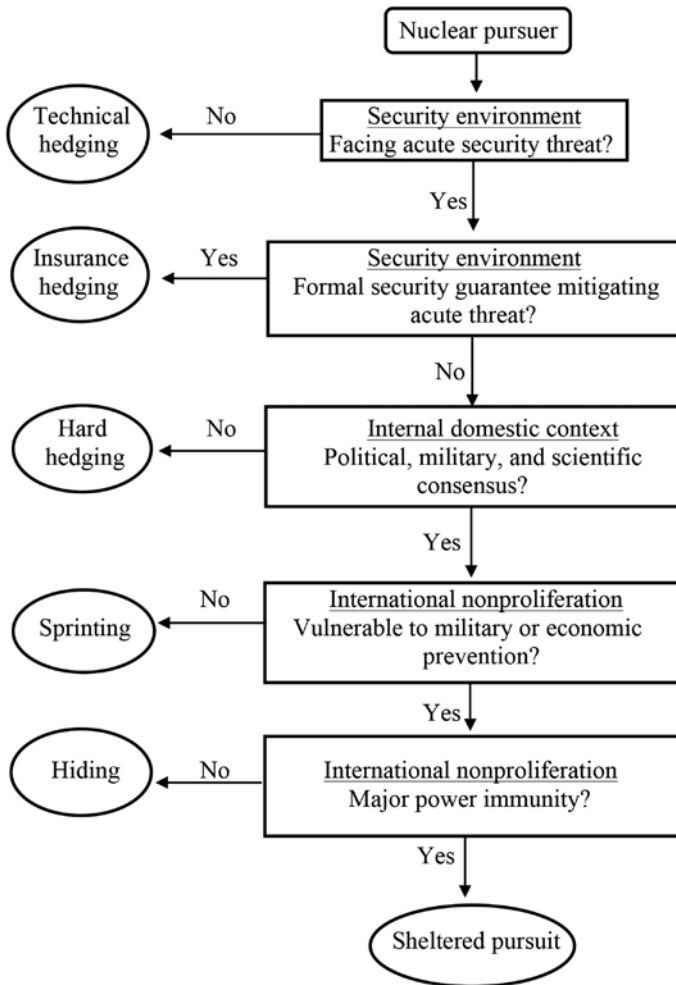 Nuclear pursuer
Technical
hedging
No
Security environment
Facing acute security threat?
Yes
Insurance
hedging
Yes
Security environment
Formal security guarantee mitigating
acute threat?
No
Hard
hedging
No
Internal domestic context
Political, military, and scientific
consensus?
Yes
Sprinting
No
International nonproliferation
Vulnerable to military or economic
prevention?
Yes
Hiding
No
International nonproliferation
Major power immunity?
Yes
Sheltered pursuit